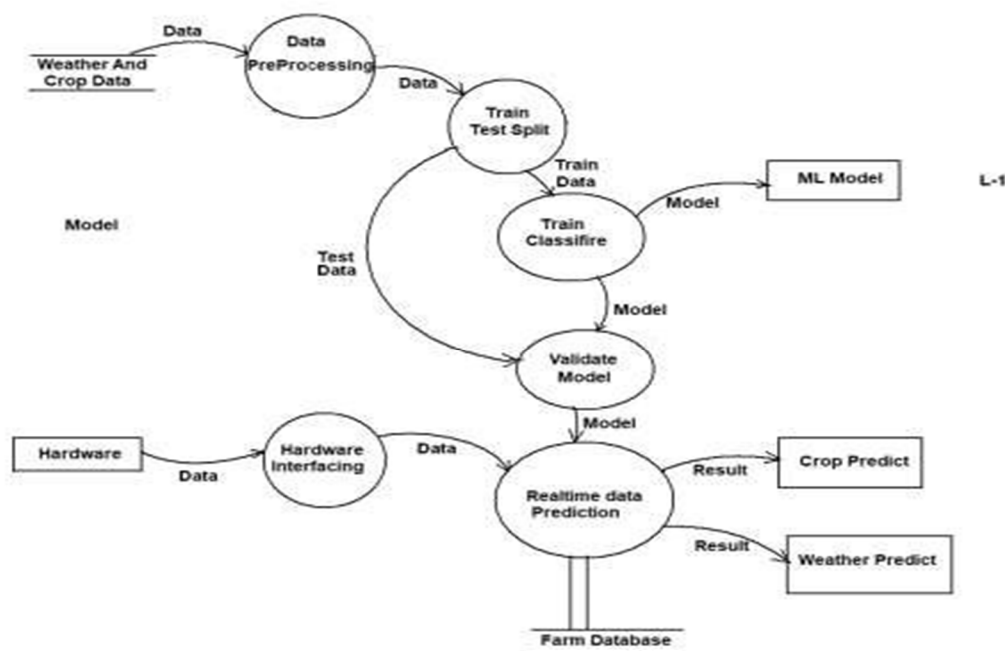 Data
Weather And
Crop Data
Data
PreProcessing
Data
Train
Test Split
Train
Data
ML Model
L-1
Model
Train
Classifire
Model
Test
Data
Model
Validate
Model
Model
Hardware
Data
Hardware
Interfacing
Data
Realtime data
Prediction
Result
Crop Predict
Result
Weather Predict
Farm Database